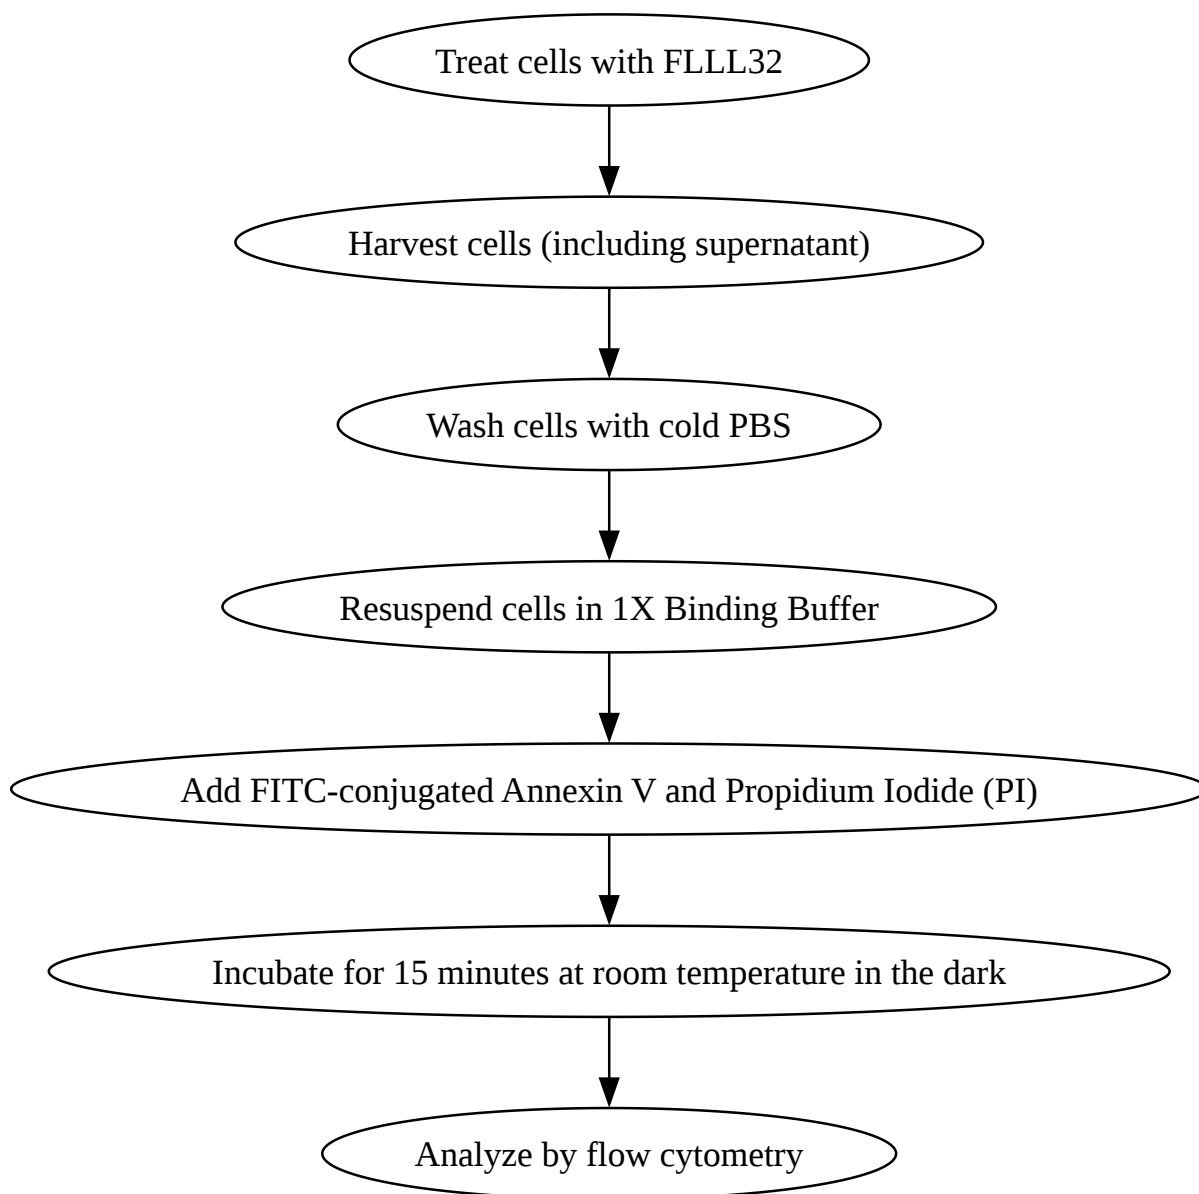 Treat cells with FLLL32
Harvest cells (including supernatant)
Wash cells with cold PBS
Resuspend cells in 1X Binding Buffer
Add FITC-conjugated Annexin V and Propidium Iodide (PI)
Incubate for 15 minutes at room temperature in the dark
Analyze by flow cytometry